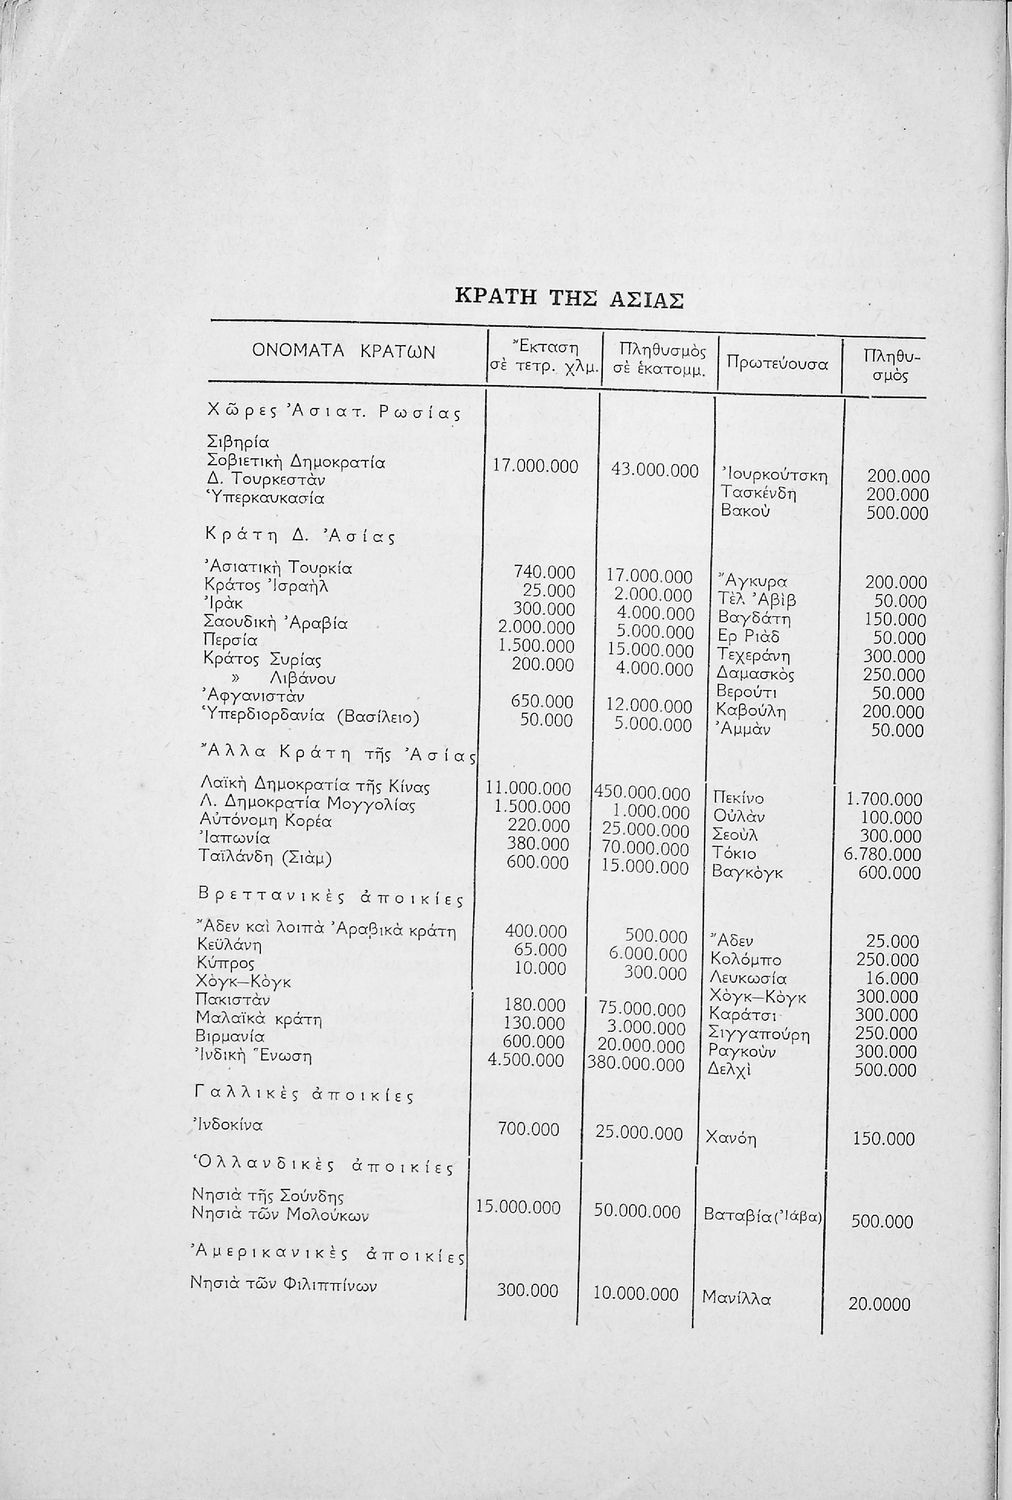 ΚΡΑΤΗ ΤΗΣ ΑΣΙΑΣ
ΟΝΟΜΑΤΑ ΚΡΑΤΩΝ Ἔκταση σὲ τετρ. χλμ. Πληθυσμὸς σὲ ἑκατομμ. Πρωτεύουσα Πληθυ-σμὸς
Χῶρες Ἀσιατ. Ρωσίας
Σιβηρία
Σοβιετικὴ Δημοκρατία 17.000.000 43.000.000 Ἰουρκούτσκη 200.000
Δ. Τουρκεστὰν Τασκένδη 200.000
Ὑπερκαυκασία Βακοὺ 500.000
Κράτη Δ. Ἀσίας
Ἀσιατικὴ Τουρκία 740.000 17.000.000 Ἄγκυρα 200.000
Κράτος Ἰσραὴλ 25.000 2.000.000 Τὲλ Ἀβὶβ 50.000
Ἰρὰκ 300.000 4.000.000 Βαγδάτη 150.000
Σαουδικὴ Ἀραβία 2.000.000 5.000.000 Ερ Ριὰδ 50.000
Περσία 1.500.000 15.000.000 Τεχεράνη 300.000
Κράτος Συρίας 200.000 4.000.000 Δαμασκὸς 250.000
» Λιβάνου Βερούτι 50.000
Ἀφγανιστὰν 650.000 12.000.000 Καβούλη 200.000
Ὑπερδιορδανία (Βασίλειο) 50.000 5.000.000 Ἀμμὰν 50.000
Ἄλλα Κράτη τῆς Ἀσίας
Λαϊκὴ Δημοκρατία τῆς Κίνας 11.000.000 450.000.000 Πεκίνο 1.700.000
Λ. Δημοκρατία Μογγολίας 1.500.000 1.000.000 Οὐλὰν 100.000
Αὐτόνομη Κορέα 220.000 25.000.000 Σεοὺλ 300.000
Ἰαπωνία 380.000 70.000.000 Τόκιο 6.780.000
Ταϊλάνδη (Σιὰμ) 600.000 15.000.000 Βαγκὸγκ 600.000
Βρεττανικὲς ἀποικίες
Ἄδεν καὶ λοιπὰ Ἀραβικὰ κράτη 400.000 500.000 Ἄδεν 25.000
Κεϋλάνη 65.000 6.000.000 Κολόμπο 250.000
Κύπρος 10.000 300.000 Λευκωσία 16.000
Χὸγκ—Κὸγκ Χὸγκ—Κὸγκ 300.000
Πακιστὰν 180.000 75.000.000 Καράτσι 300.000
Μαλαϊκὰ κράτη 130.000 3.000.000 Σιγγαπούρη 250.000
Βιρμανία 600.000 20.000.000 Ραγκοὺν 300.000
Ἰνδικὴ Ἕνωση 4.500.000 380.000.000 Δελχὶ 500.000
Γαλλικὲς ἀποικίες
Ἰνδοκίνα 700.000 25.000.000 Χανόη 150.000
Ὁλλανδικὲς ἀποικίες
Νησιὰ τῆς Σούνδης
Νησιὰ τῶν Μολούκων 15.000.000 50.000.000 Βαταβία (Ἰάβα) 500.000
Ἀμερικανικὲς ἀποικίες
Νησιὰ τῶν Φιλιππίνων 300.000 10.000.000 Μανίλλα 20.0000